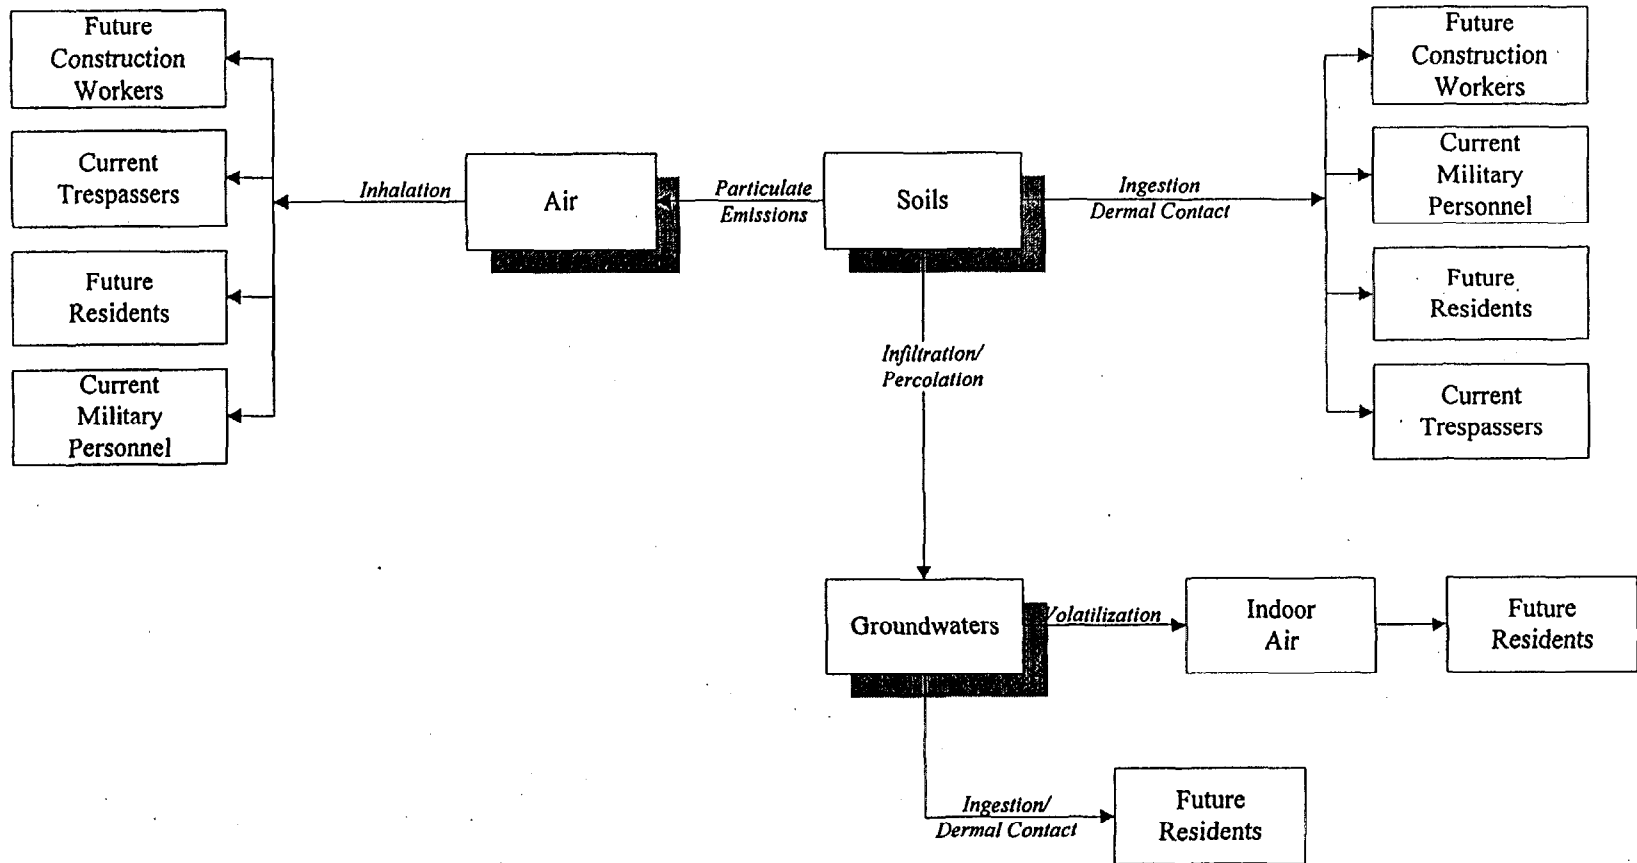 Future
Construction
Workers
Current
Trespassers
Future
Residents
Current
Military
Personnel
Inhalation
Air
Particulate
Emissions
Soils
Ingestion
Dermal Contact
Future
Construction
Workers
Current
Military
Personnel
Future
Residents
Current
Trespassers
Infiltration/
Percolation
Groundwaters
Volatilization
Indoor
Air
Future
Residents
Ingestion/
Dermal Contact
Future
Residents